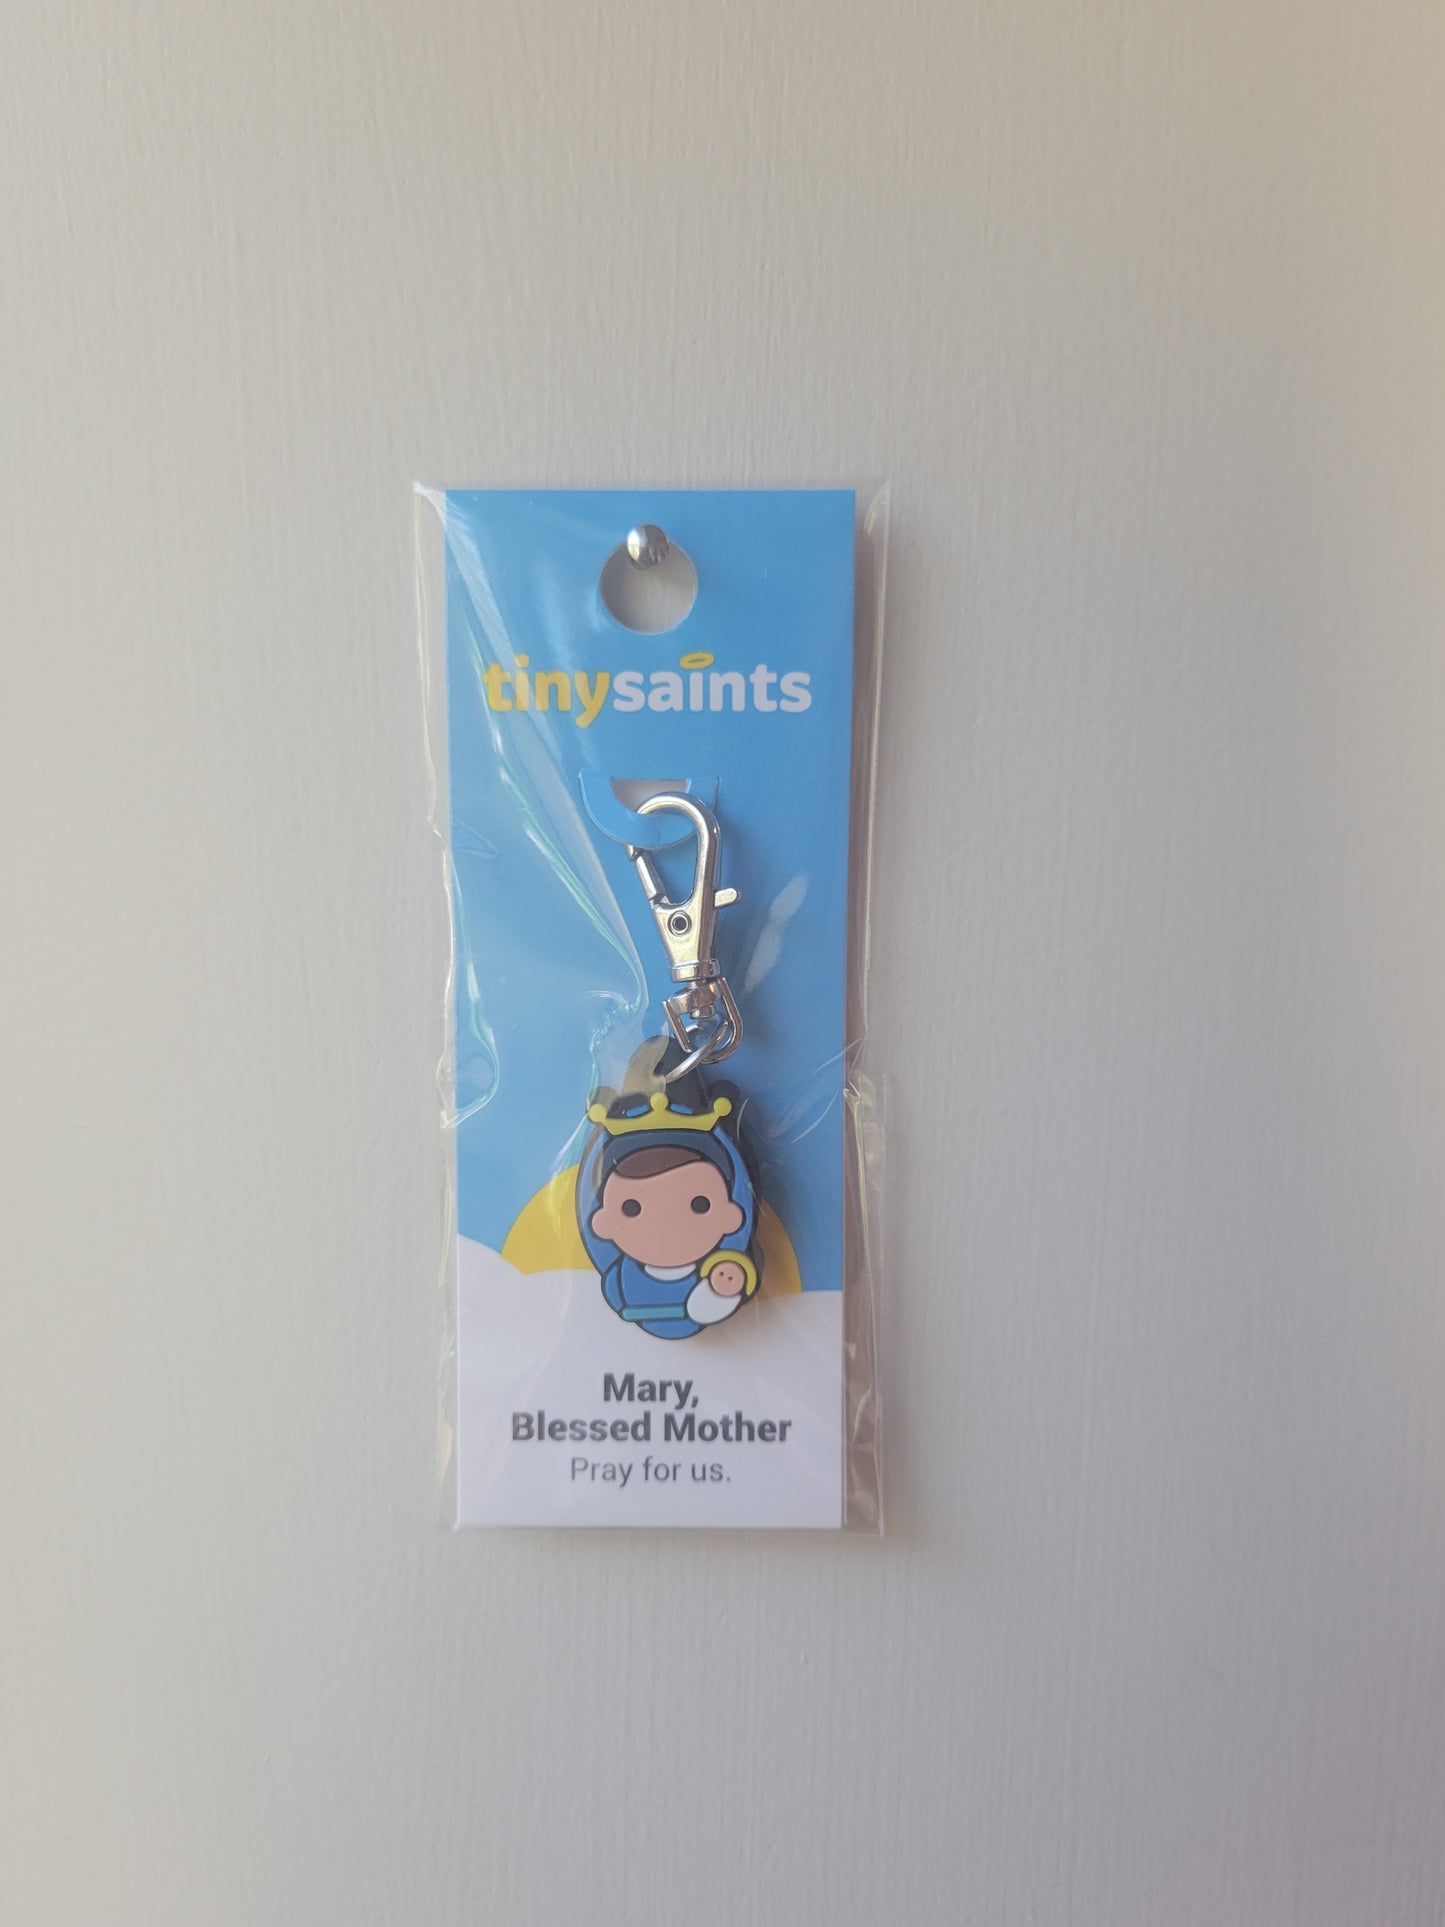 tinysaints
Mary,
Blessed Mother
Pray for us.